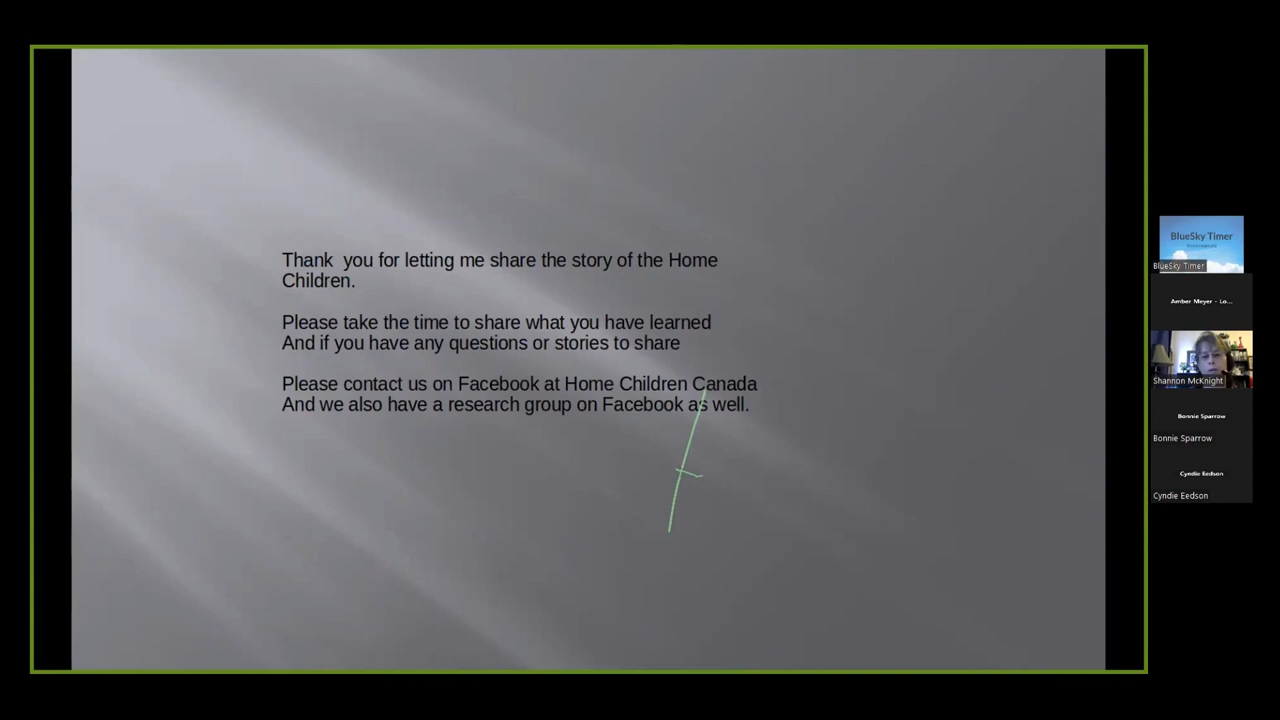 Thank  you for letting me share the story of the Home
Children.
Please take the time to share what you have learned
And if you have any questions or stories to share
Please contact us on Facebook at Home Children Canada
And we also have a research group on Facebook as well.
BlueSky Timer
BlueSky Timer
Amber Meyer - Lo...
Shannon McKnight
Bonnie Sparrow
Bonnie Sparrow
Cyndie Eedson
Cyndie Eedson